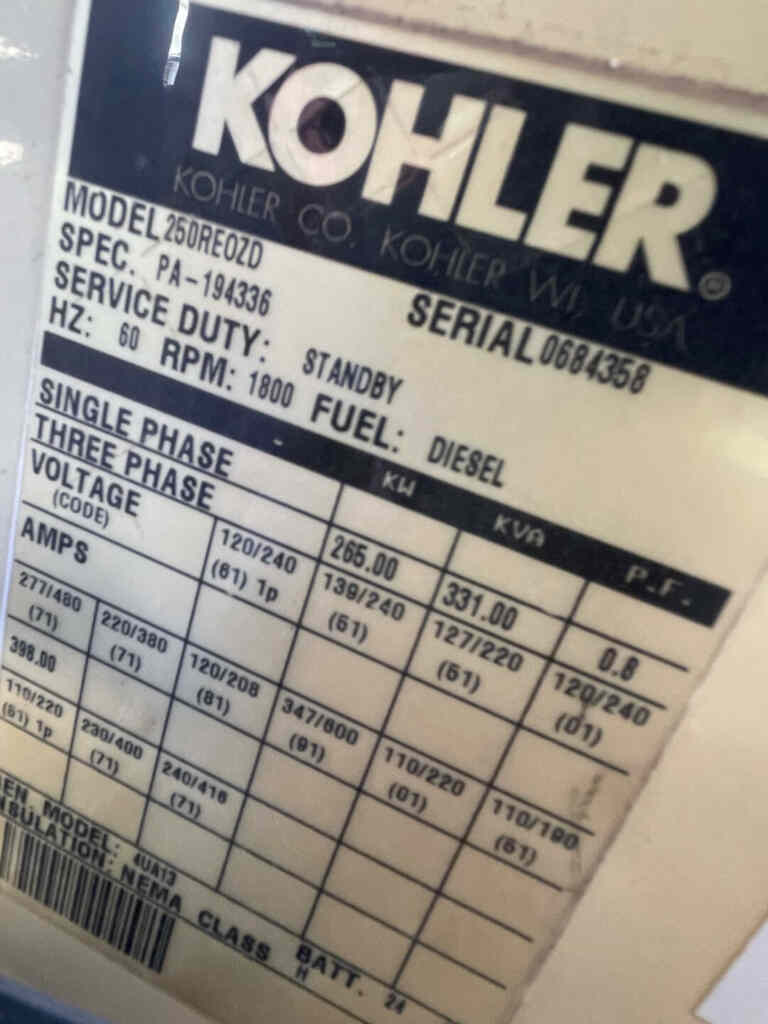 KOHLER®
KOHLER CO. KOHLER WI, USA
MODEL 250REOZD
SPEC. PA-194336 SERIAL 0684358
SERVICE DUTY: STANDBY
HZ: 60 RPM: 1800 FUEL: DIESEL
KW KVA P.F.
SINGLE PHASE
THREE PHASE 265.00 331.00 0.8
VOLTAGE 120/240 139/240 127/220 120/240
(CODE) (61) 1p (51) (51) (01)
AMPS
277/480 220/380 120/208 347/600 110/220 110/190
(71) (71) (81) (91) (01) (61)
398.00
110/220 230/400 240/416
(61) 1p (71) (71)
EN. MODEL: 4UA13
NSULATION: NEMA CLASS H BATT. 24